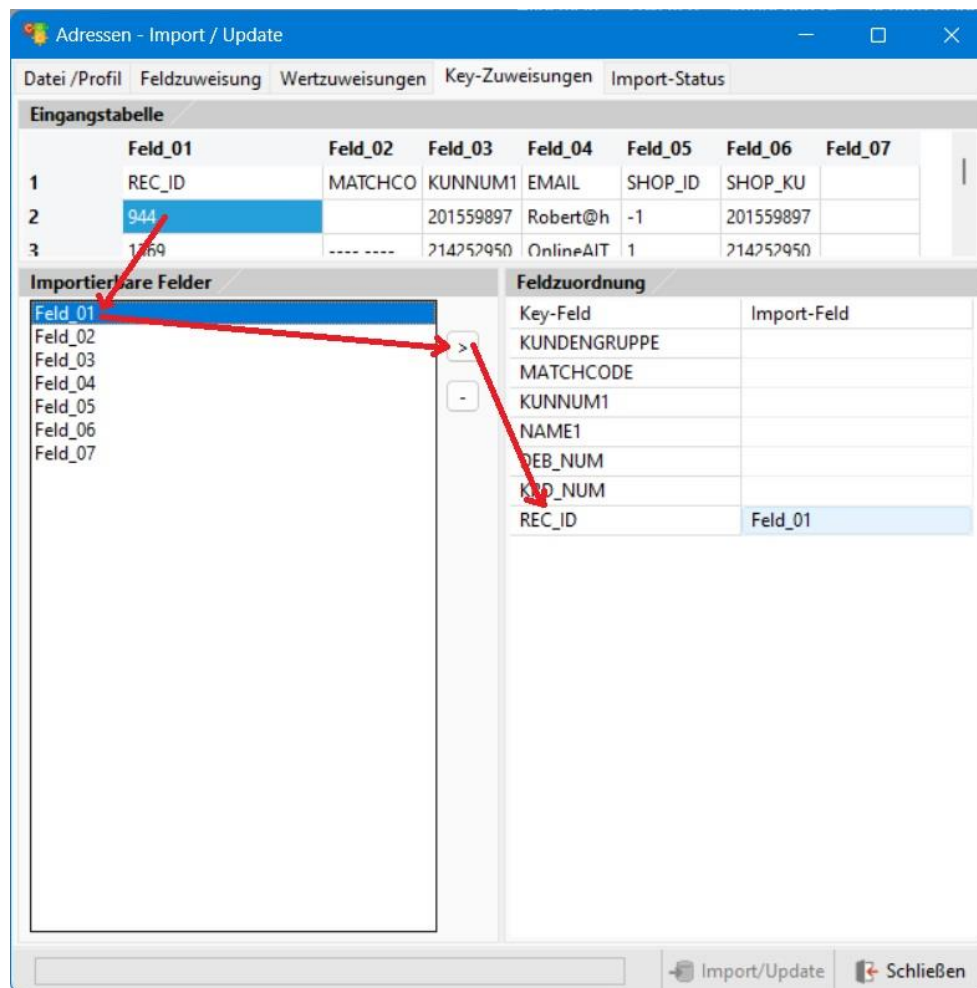 Adressen - Import / Update
Datei /Profil Feldzuweisung Wertzuweisungen Key-Zuweisungen Import-Status
Eingangstabelle
Feld_01 Feld_02 Feld_03 Feld_04 Feld_05 Feld_06 Feld_07
1 REC_ID MATCHCO KUNNUM1 EMAIL SHOP_ID SHOP_KU
2 944 201559897 Robert@h -1 201559897
3 1369 ---- ---- 214252950 OnlineAIT 1 214252950
Importierbare Felder
Feld_01
Feld_02
Feld_03
Feld_04
Feld_05
Feld_06
Feld_07
>
-
Feldzuordnung
Key-Feld Import-Feld
KUNDENGRUPPE
MATCHCODE
KUNNUM1
NAME1
DEB_NUM
KRD_NUM
REC_ID Feld_01
Import/Update Schließen